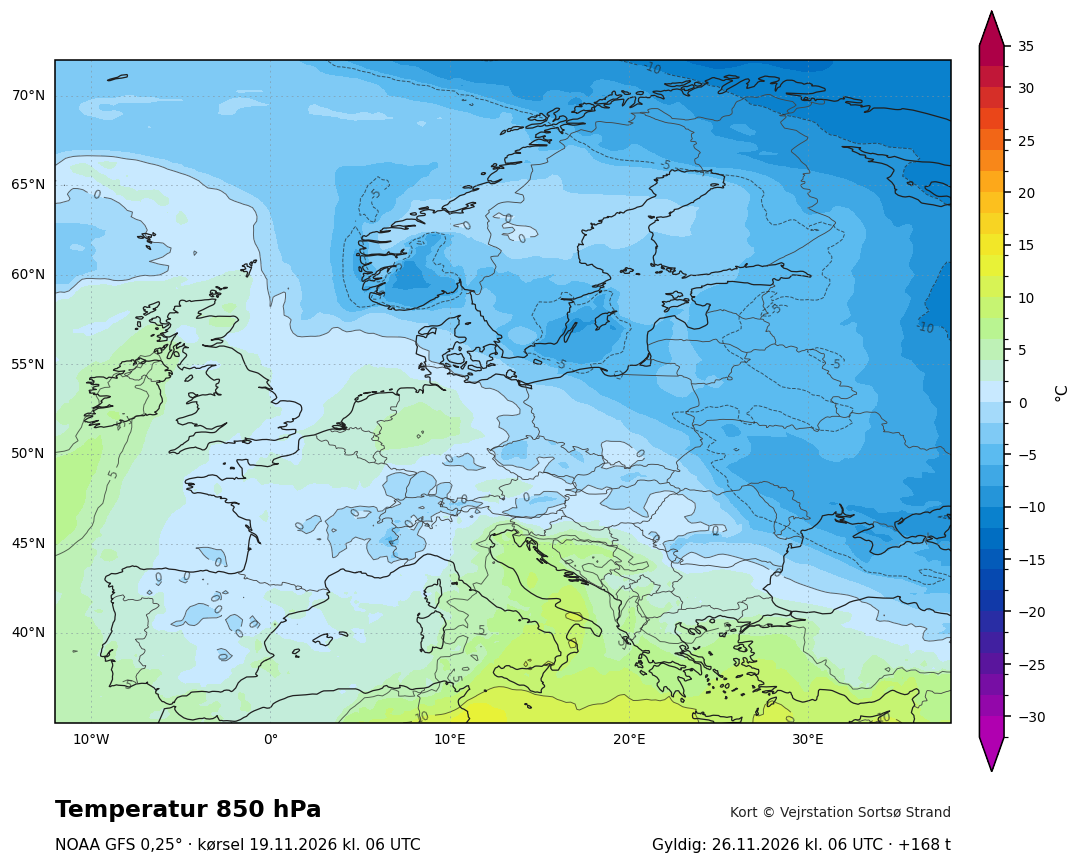 70°N
65°N
60°N
55°N
50°N
45°N
40°N
10°W
0°
10°E
20°E
30°E
35
30
25
20
15
10
5
0
−5
−10
−15
−20
−25
−30
°C
Temperatur 850 hPa
Kort © Vejrstation Sortsø Strand
NOAA GFS 0,25° · kørsel 19.11.2026 kl. 06 UTC
Gyldig: 26.11.2026 kl. 06 UTC · +168 t